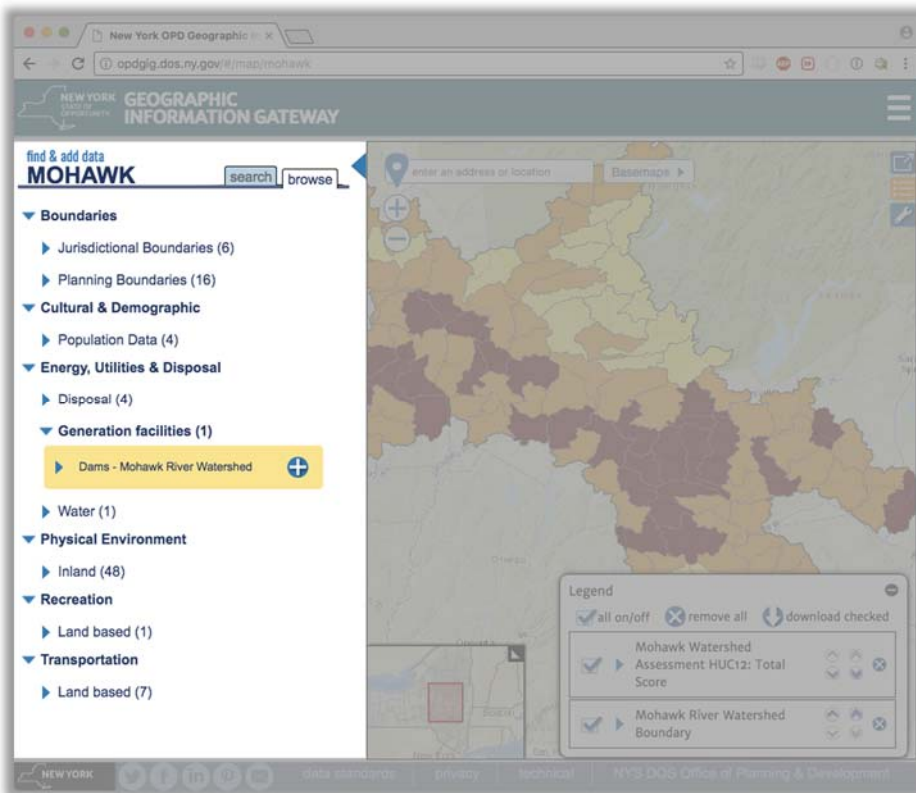 New York OPD Geographic
opdgig.dos.ny.gov/#/map/mohawk
NEW YORK
STATE OF
OPPORTUNITY
GEOGRAPHIC
INFORMATION GATEWAY
find & add data
MOHAWK
search
browse
Boundaries
Jurisdictional Boundaries (6)
Planning Boundaries (16)
Cultural & Demographic
Population Data (4)
Energy, Utilities & Disposal
Disposal (4)
Generation facilities (1)
Dams - Mohawk River Watershed
Water (1)
Physical Environment
Inland (48)
Recreation
Land based (1)
Transportation
Land based (7)
enter an address or location
Basemaps
Legend
all on/off
remove all
download checked
Mohawk Watershed
Assessment HUC12: Total
Score
Mohawk River Watershed
Boundary
NEW YORK
data standards
privacy
technical
NYS DOS Office of Planning & Development